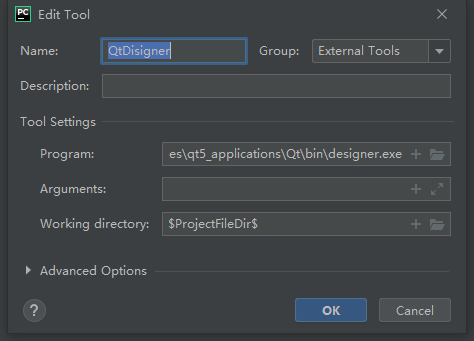 PC Edit Tool
Name: QtDisigner Group: External Tools
Description:
Tool Settings
Program: es\qt5_applications\Qt\bin\designer.exe
Arguments:
Working directory: $ProjectFileDir$
Advanced Options
? OK Cancel